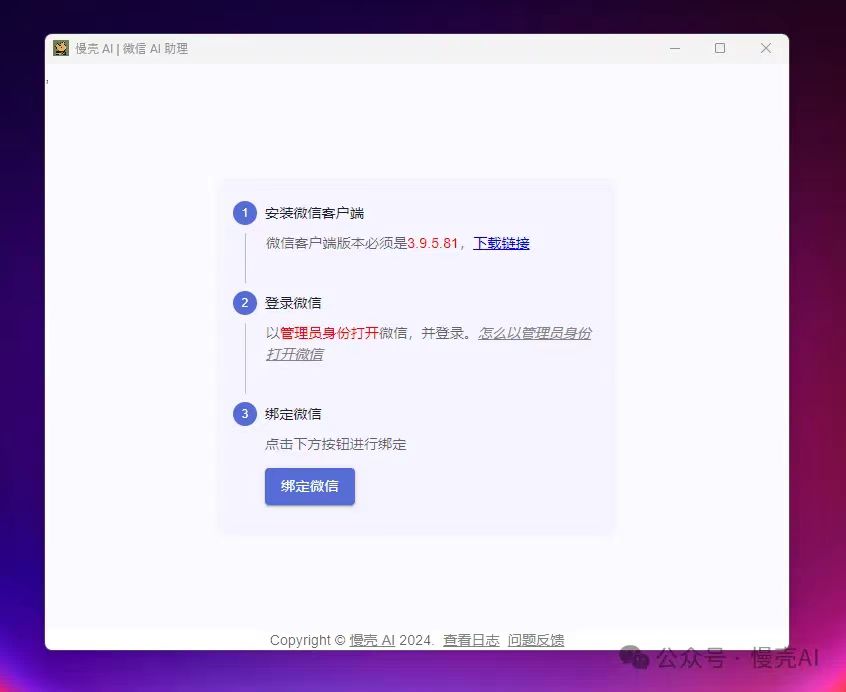 慢壳 AI | 微信 AI 助理
,
1 安装微信客户端
微信客户端版本必须是3.9.5.81，下载链接
2 登录微信
以管理员身份打开微信，并登录。怎么以管理员身份
打开微信
3 绑定微信
点击下方按钮进行绑定
绑定微信
Copyright © 慢壳 AI 2024. 查看日志 问题反馈
公众号 · 慢壳AI